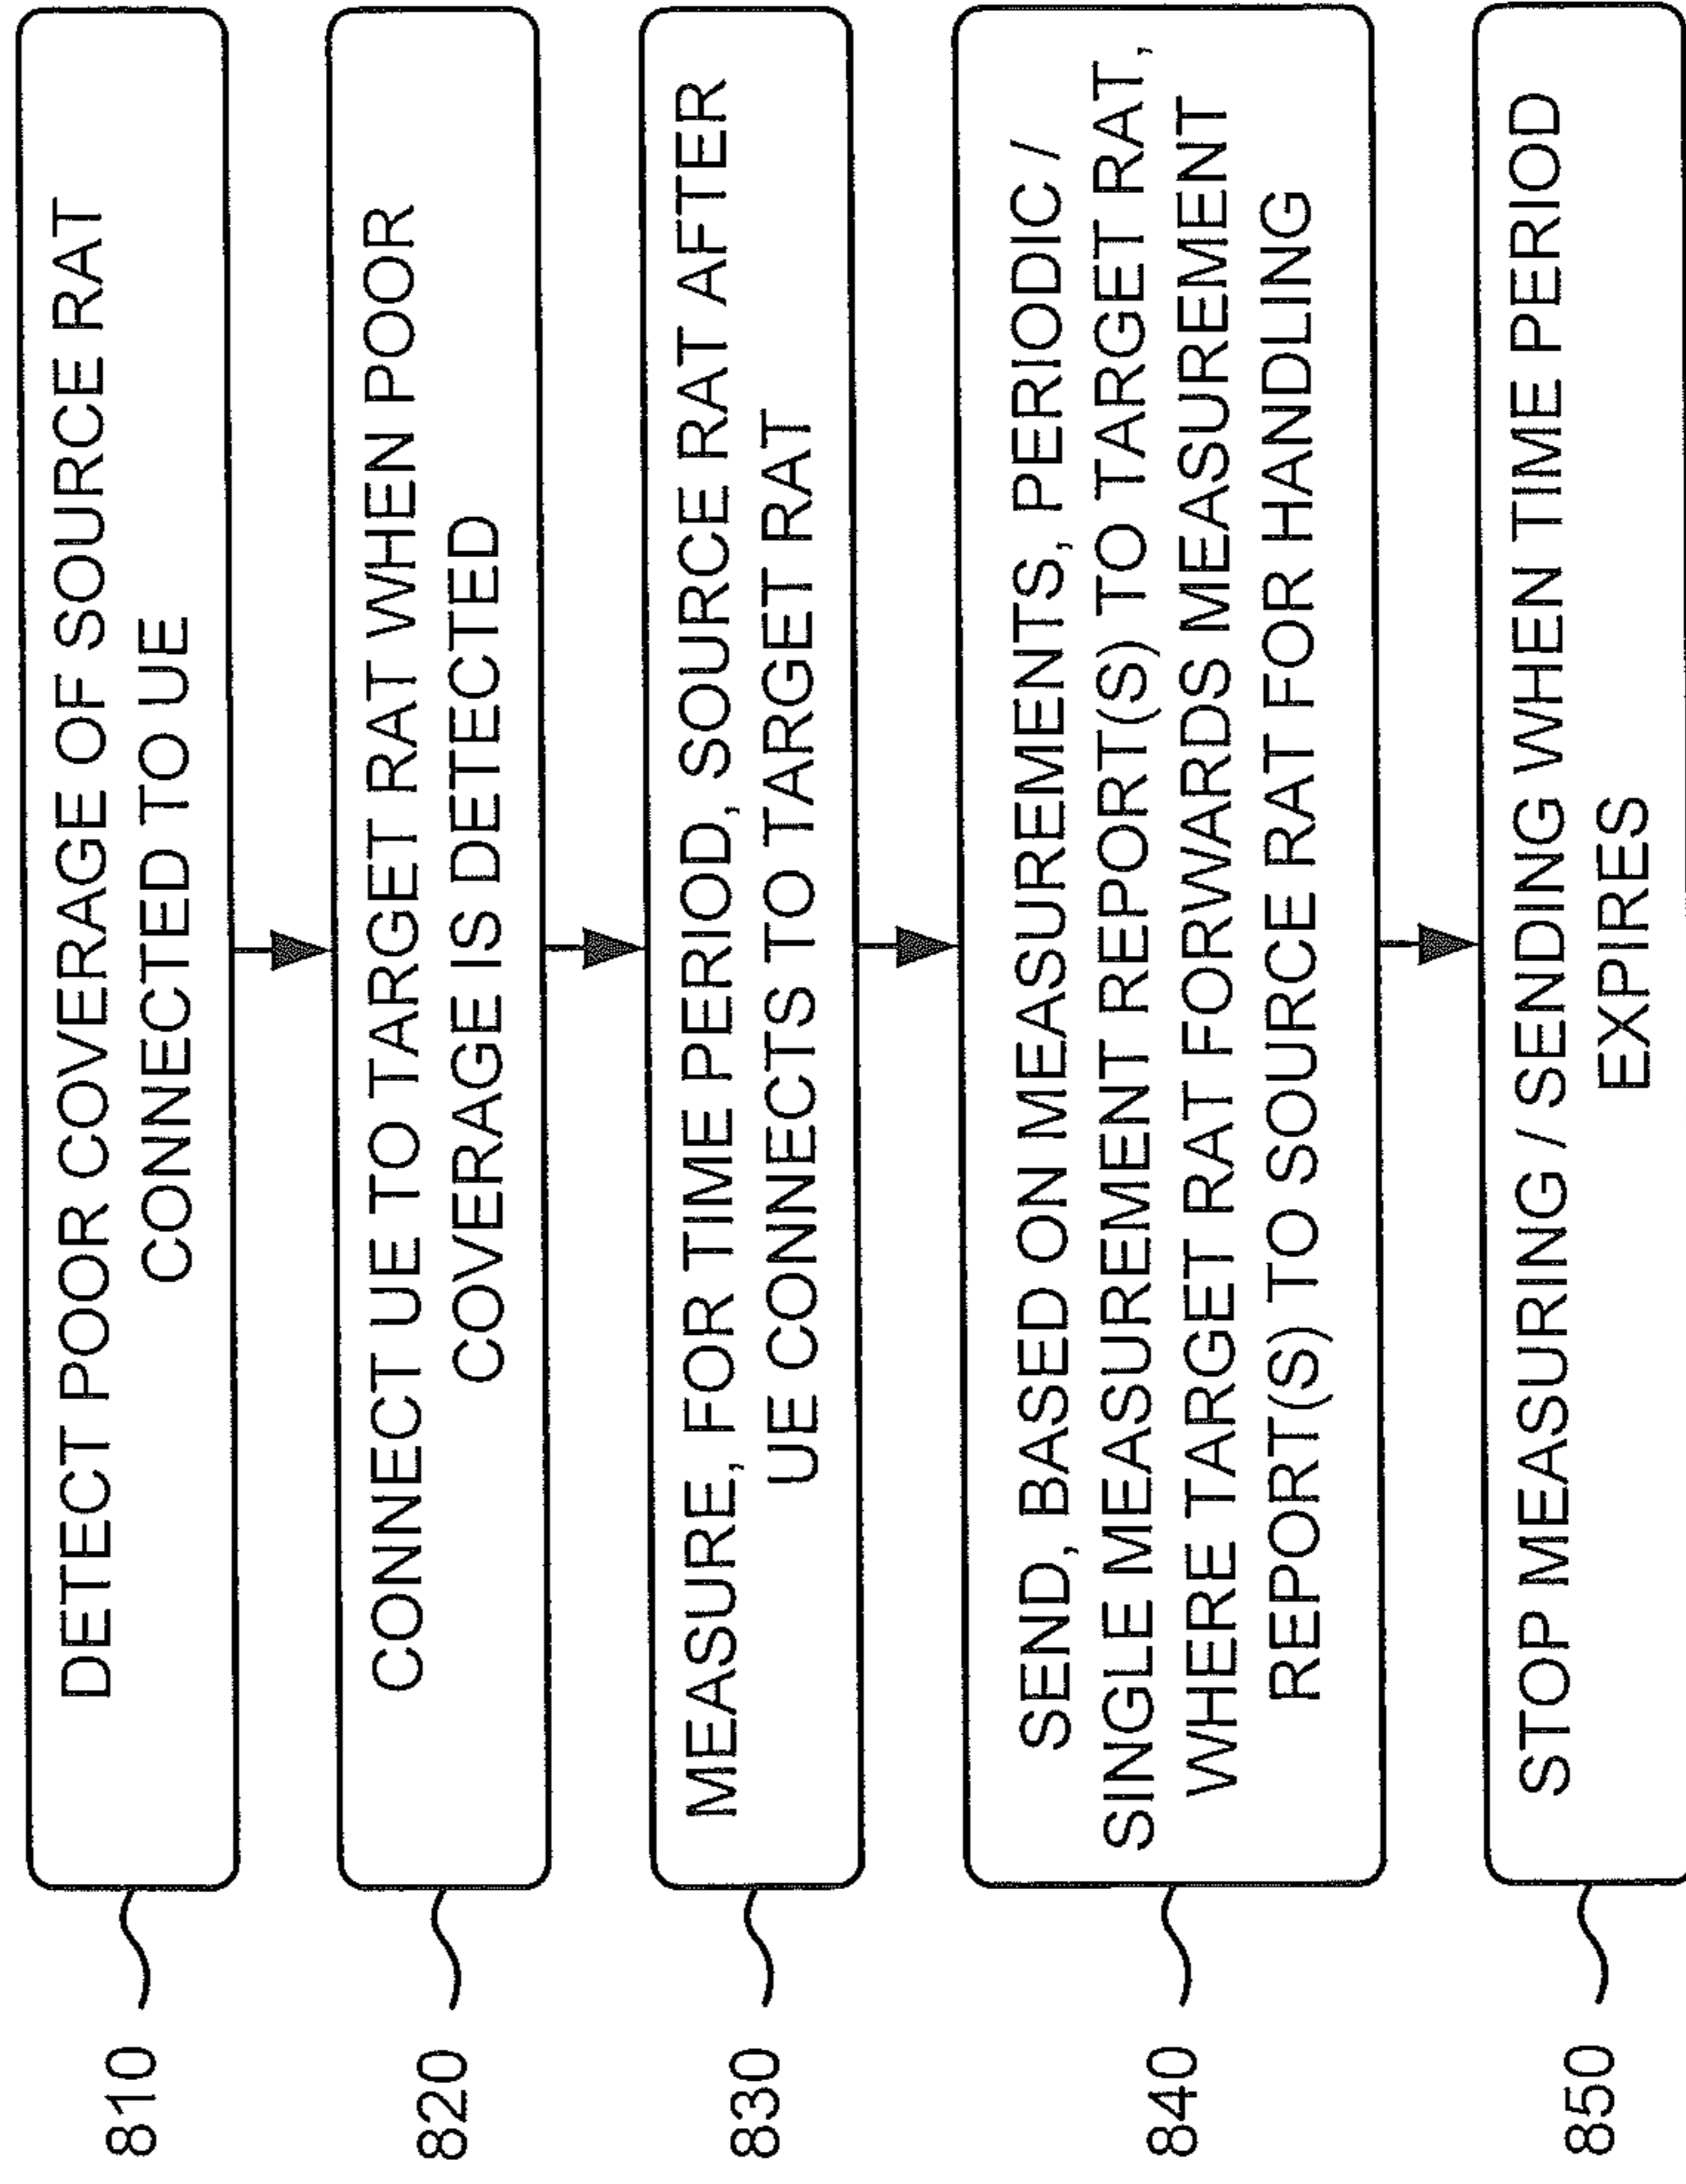 810
DETECT POOR COVERAGE OF SOURCE RAT
CONNECTED TO UE
820
CONNECT UE TO TARGET RAT WHEN POOR
COVERAGE IS DETECTED
830
MEASURE, FOR TIME PERIOD, SOURCE RAT AFTER
UE CONNECTS TO TARGET RAT
840
SEND, BASED ON MEASUREMENTS, PERIODIC /
SINGLE MEASUREMENT REPORT(S) TO TARGET RAT,
WHERE TARGET RAT FORWARDS MEASUREMENT
REPORT(S) TO SOURCE RAT FOR HANDLING
850
STOP MEASURING / SENDING WHEN TIME PERIOD
EXPIRES